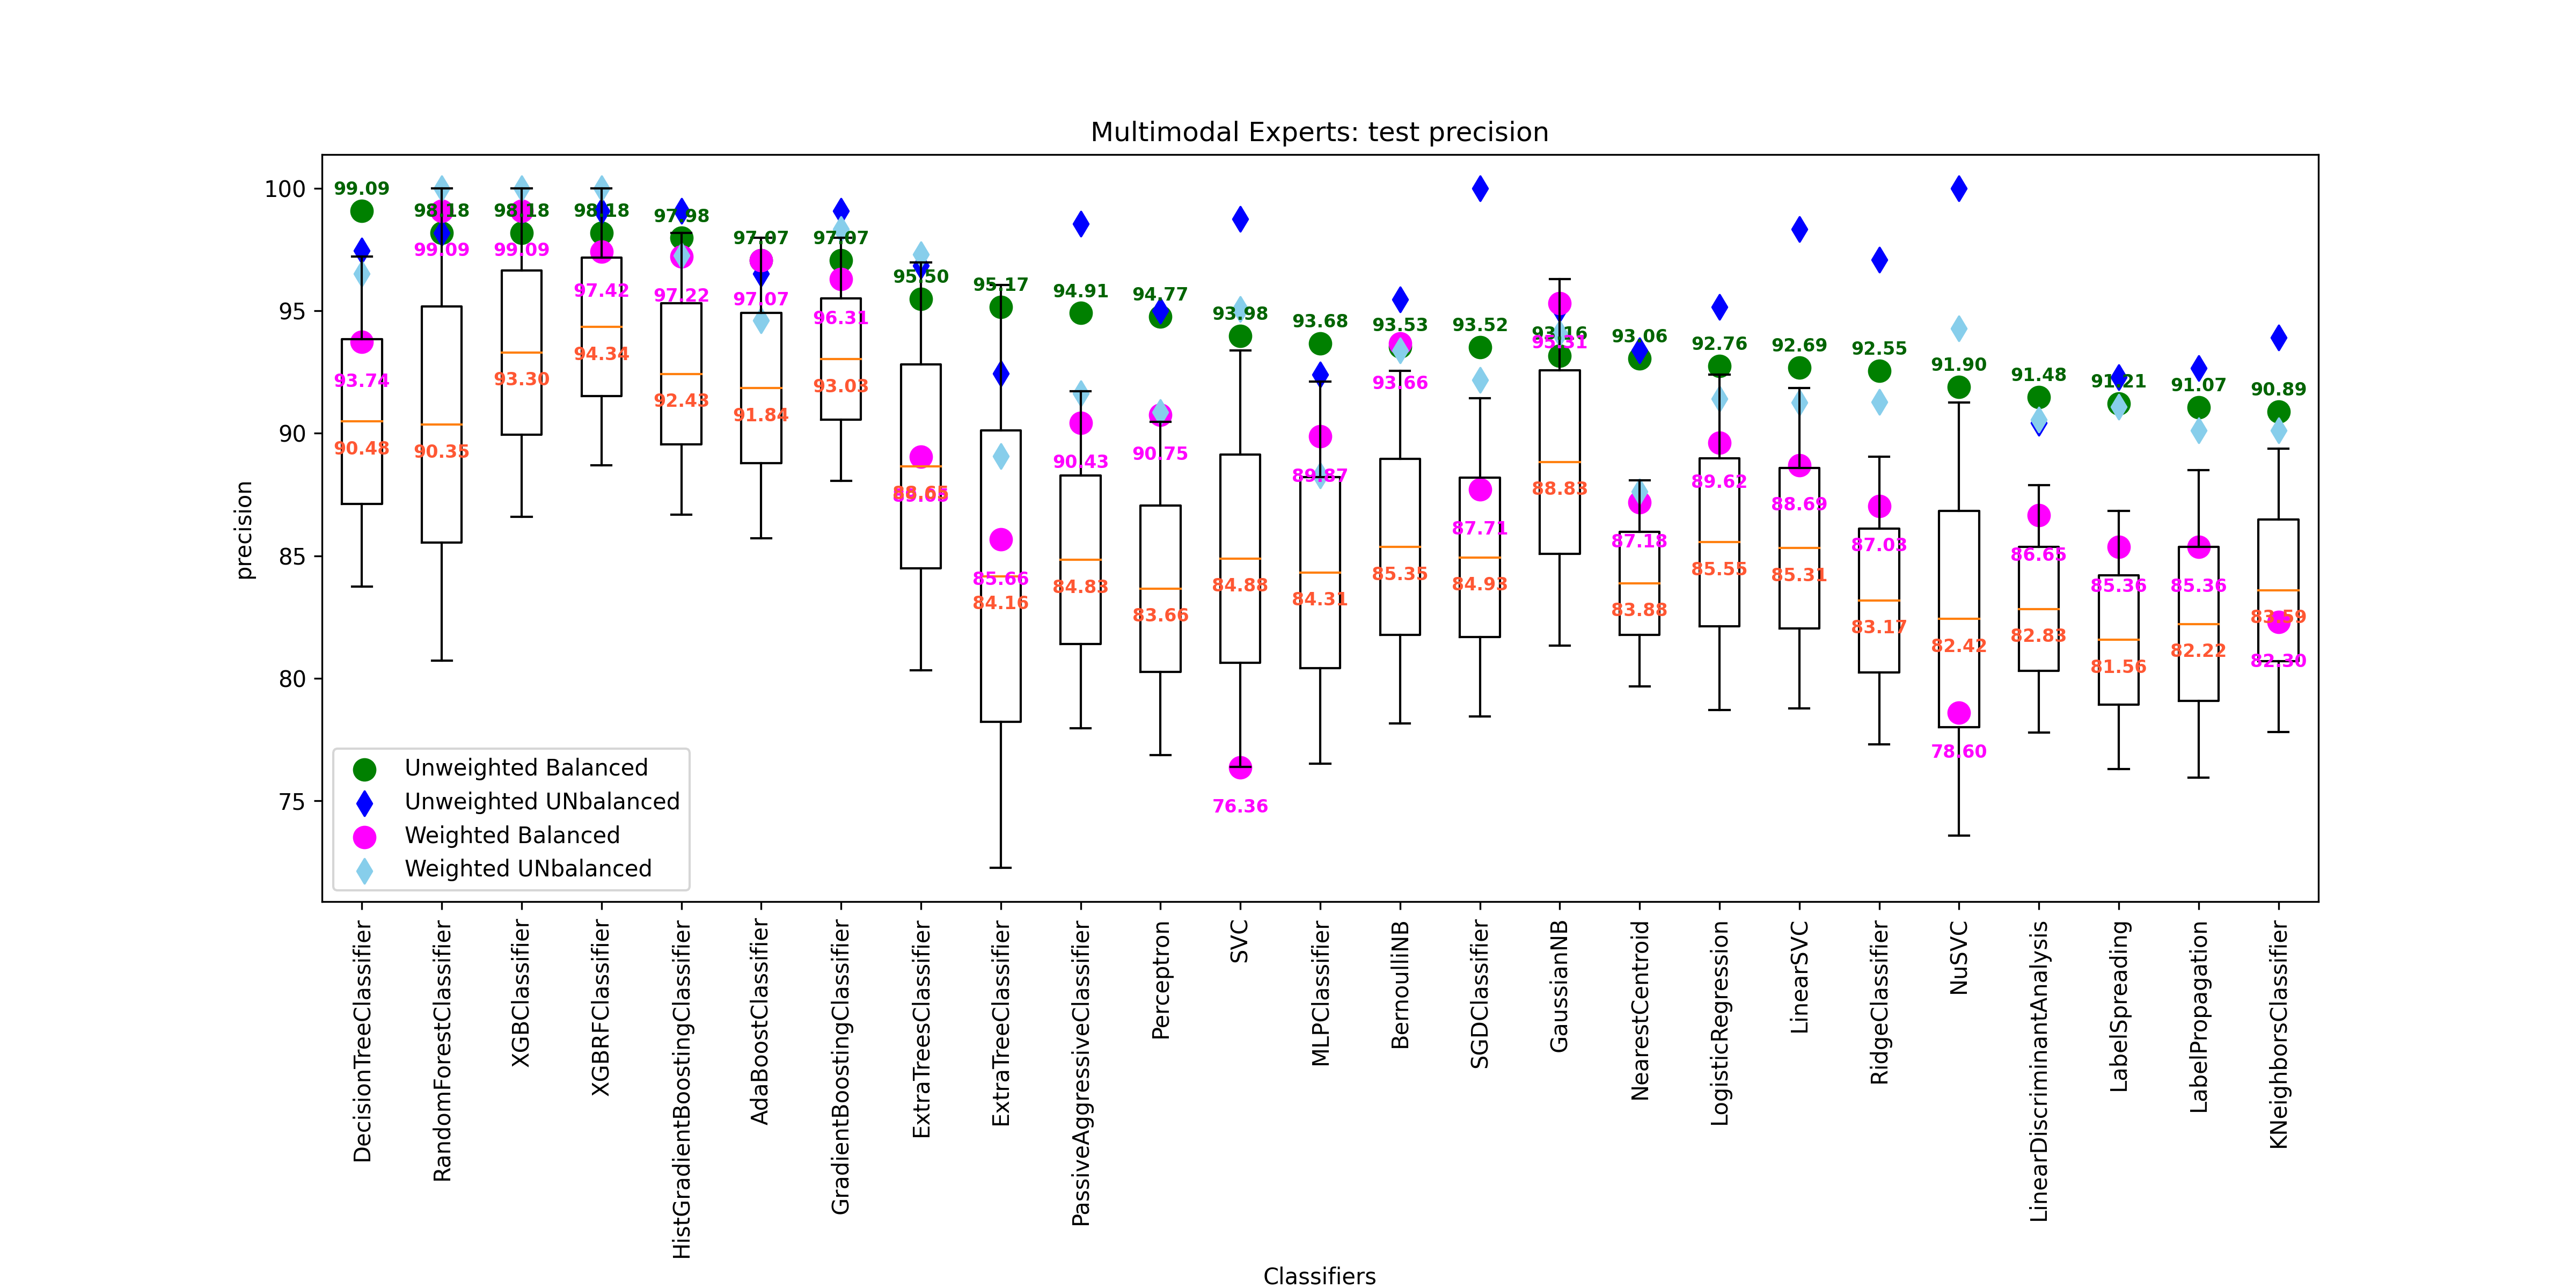 Multimodal Experts: test precision
precision
100
95
90
85
80
75
99.09
98.18
98.18
98.18
97.98
97.07
97.07
95.50
95.17
94.91
94.77
93.98
93.68
93.53
93.52
93.16
93.06
92.76
92.69
92.55
91.90
91.48
91.21
91.07
90.89
93.74
99.09
99.09
97.42
97.22
97.07
96.31
89.05
85.66
90.43
90.75
76.36
89.87
93.66
87.71
95.31
87.18
89.62
88.69
87.03
78.60
86.65
85.36
85.36
82.30
90.48
90.35
93.30
94.34
92.43
91.84
93.03
84.16
84.83
83.66
84.88
84.31
85.35
84.93
88.83
83.88
85.55
85.31
83.17
82.42
82.83
81.56
82.22
83.59
Unweighted Balanced
Unweighted UNbalanced
Weighted Balanced
Weighted UNbalanced
DecisionTreeClassifier
RandomForestClassifier
XGBClassifier
XGBRFClassifier
HistGradientBoostingClassifier
AdaBoostClassifier
GradientBoostingClassifier
ExtraTreesClassifier
ExtraTreeClassifier
PassiveAggressiveClassifier
Perceptron
SVC
MLPClassifier
BernoulliNB
SGDClassifier
GaussianNB
NearestCentroid
LogisticRegression
LinearSVC
RidgeClassifier
NuSVC
LinearDiscriminantAnalysis
LabelSpreading
LabelPropagation
KNeighborsClassifier
Classifiers